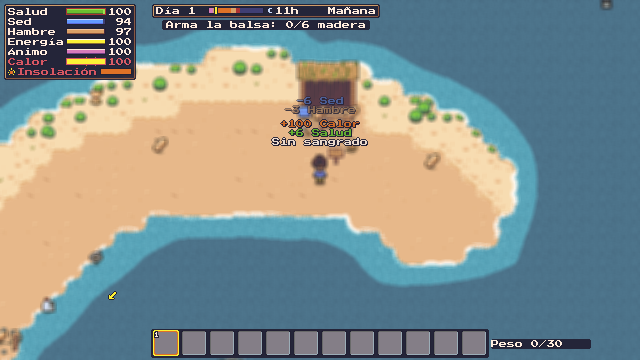 Salud 100
Sed 94
Hambre 97
Energía 100
Ánimo 100
Calor 100
Insolación
Día 1 11h Mañana
Arma la balsa: 0/6 madera
-6 Sed
-3 Hambre
+100 Calor
+6 Salud
Sin sangrado
1
Peso 0/30